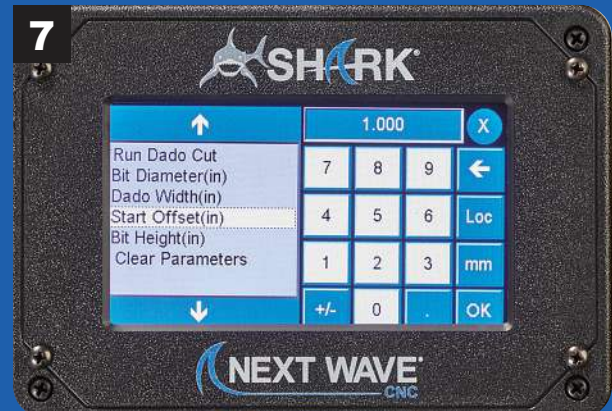 7
SHARK®
1.000
X
Run Dado Cut
Bit Diameter(in)
Dado Width(in)
Start Offset(in)
Bit Height(in)
Clear Parameters
7 8 9
4 5 6 Loc
1 2 3 mm
+/- 0 . OK
NEXT WAVE®
CNC